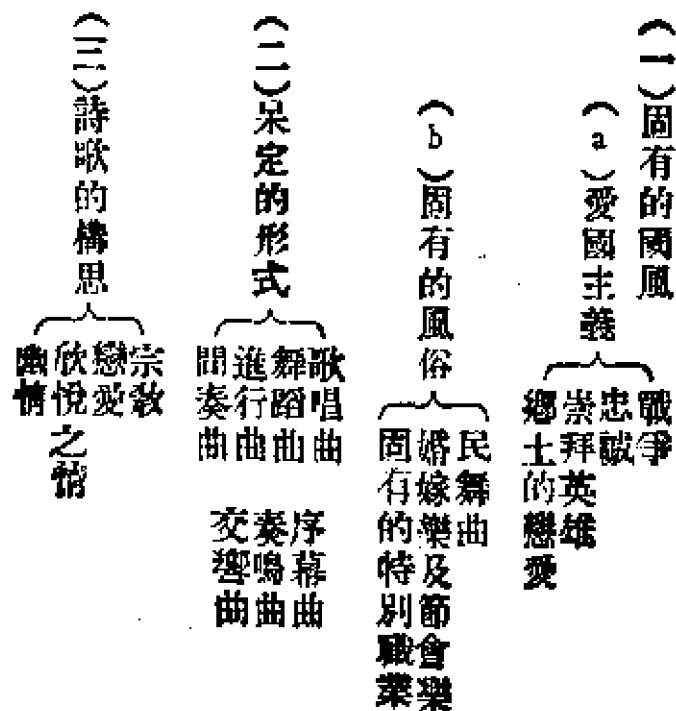 （一）固有的國風
（a）愛國主義
戰爭
忠誠
崇拜英雄
鄉土的戀愛
（b）固有的風俗
民舞曲
婚嫁樂及節會樂
固有的特別職業
（二）呆定的形式
歌唱曲
舞蹈曲
進行曲
間奏曲
序幕曲
奏鳴曲
交響曲
（三）詩歌的構思
宗教
戀愛
欣悅之情
幽情